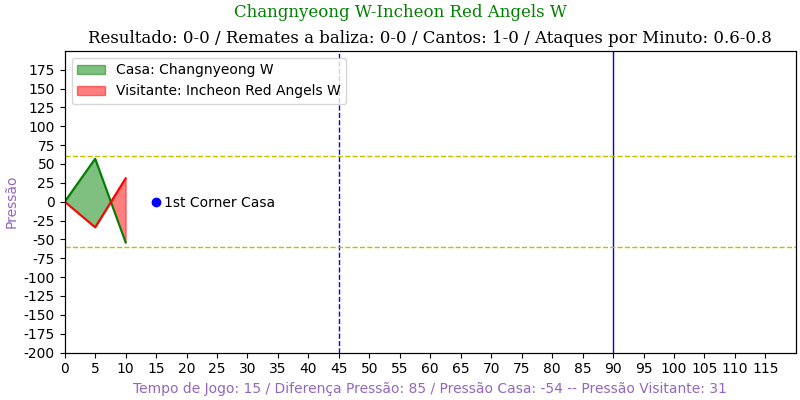 Changnyeong W-Incheon Red Angels W
Resultado: 0-0 / Remates a baliza: 0-0 / Cantos: 1-0 / Ataques por Minuto: 0.6-0.8
Casa: Changnyeong W
Visitante: Incheon Red Angels W
175
150
125
100
75
50
25
0
-25
-50
-75
-100
-125
-150
-175
-200
Pressão
1st Corner Casa
0 5 10 15 20 25 30 35 40 45 50 55 60 65 70 75 80 85 90 95 100 105 110 115
Tempo de Jogo: 15 / Diferença Pressão: 85 / Pressão Casa: -54 -- Pressão Visitante: 31